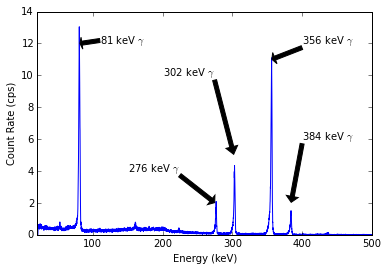 14
12
10
8
6
4
2
0
Count Rate (cps)
81 keV γ
356 keV γ
302 keV γ
384 keV γ
276 keV γ
100
200
300
400
500
Energy (keV)